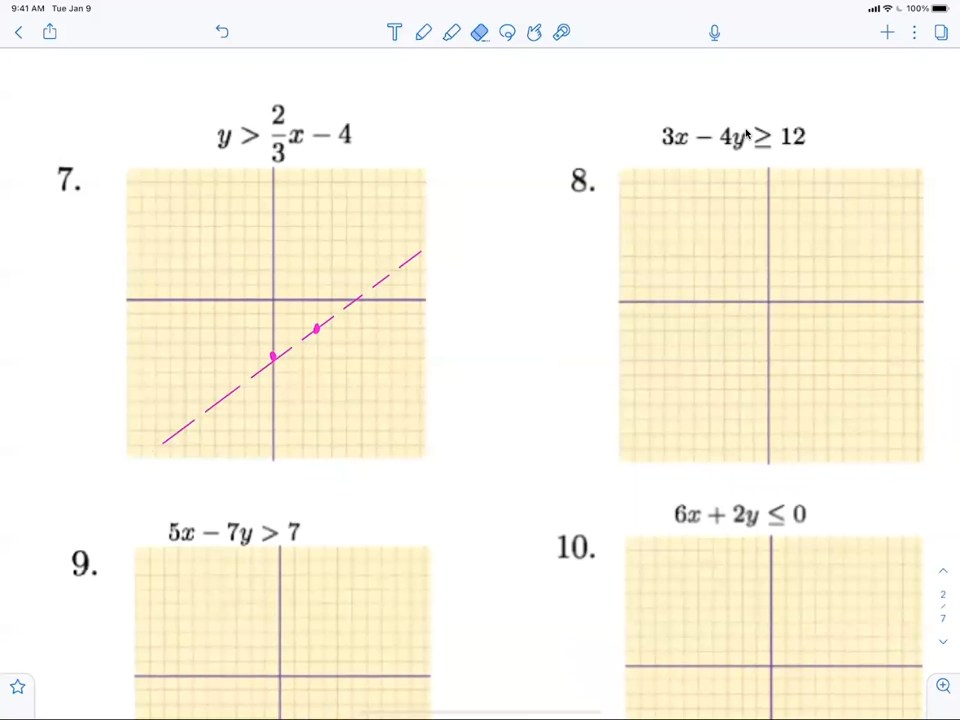 9:41 AM Tue Jan 9
100%
y > 2/3 x − 4
3x − 4y ≥ 12
7.
8.
5x − 7y > 7
6x + 2y ≤ 0
9.
10.
2
/
7